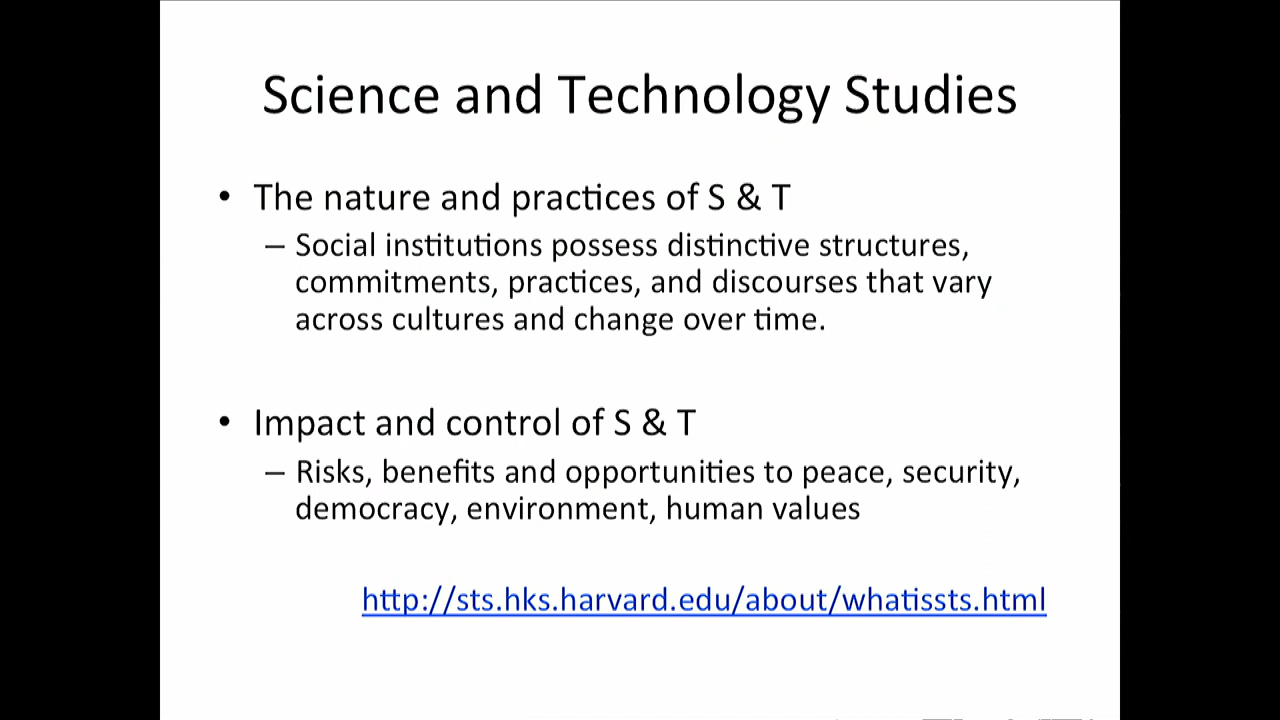 Science and Technology Studies
• The nature and practices of S & T
– Social institutions possess distinctive structures,
commitments, practices, and discourses that vary
across cultures and change over time.
• Impact and control of S & T
– Risks, benefits and opportunities to peace, security,
democracy, environment, human values
http://sts.hks.harvard.edu/about/whatissts.html